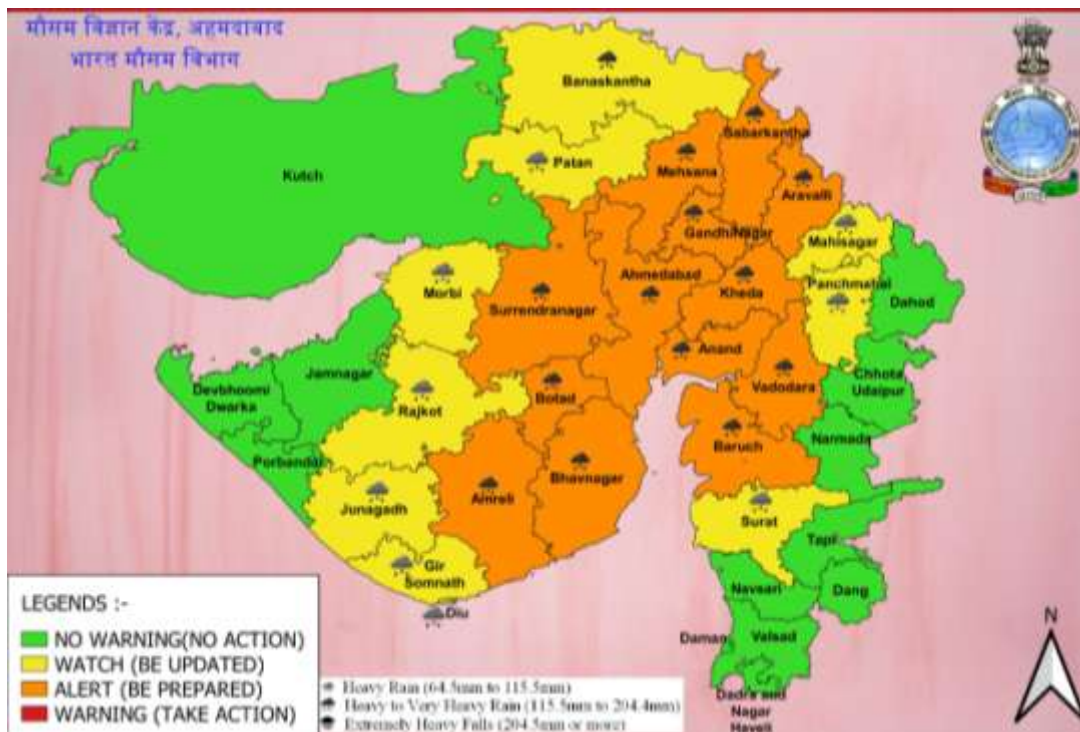 मौसम विज्ञान केंद्र, अहमदाबाद
भारत मौसम विभाग
Banaskantha
Patan
Sabarkantha
Mehsana
Kutch
Aravalli
GandhiNagar
Mahisagar
Ahmedabad
Panchmahal
Morbi
Kheda
Surrendranagar
Dahod
Anand
Jamnagar
Chhota
Udaipur
Devbhoomi
Dwarka
Rajkot
Botad
Vadodara
Narmada
Baruch
Porbandar
Bhavnagar
Amreli
Junagadh
Surat
Tapi
Gir
Somnath
Navsari
Dang
Diu
Daman
Valsad
Dadra and
Nagar
Haveli
N
LEGENDS :-
NO WARNING(NO ACTION)
WATCH (BE UPDATED)
ALERT (BE PREPARED)
WARNING (TAKE ACTION)
Heavy Rain (64.5mm to 115.5mm)
Heavy to Very Heavy Rain (115.5mm to 204.4mm)
Extremely Heavy Falls (204.5mm or more)